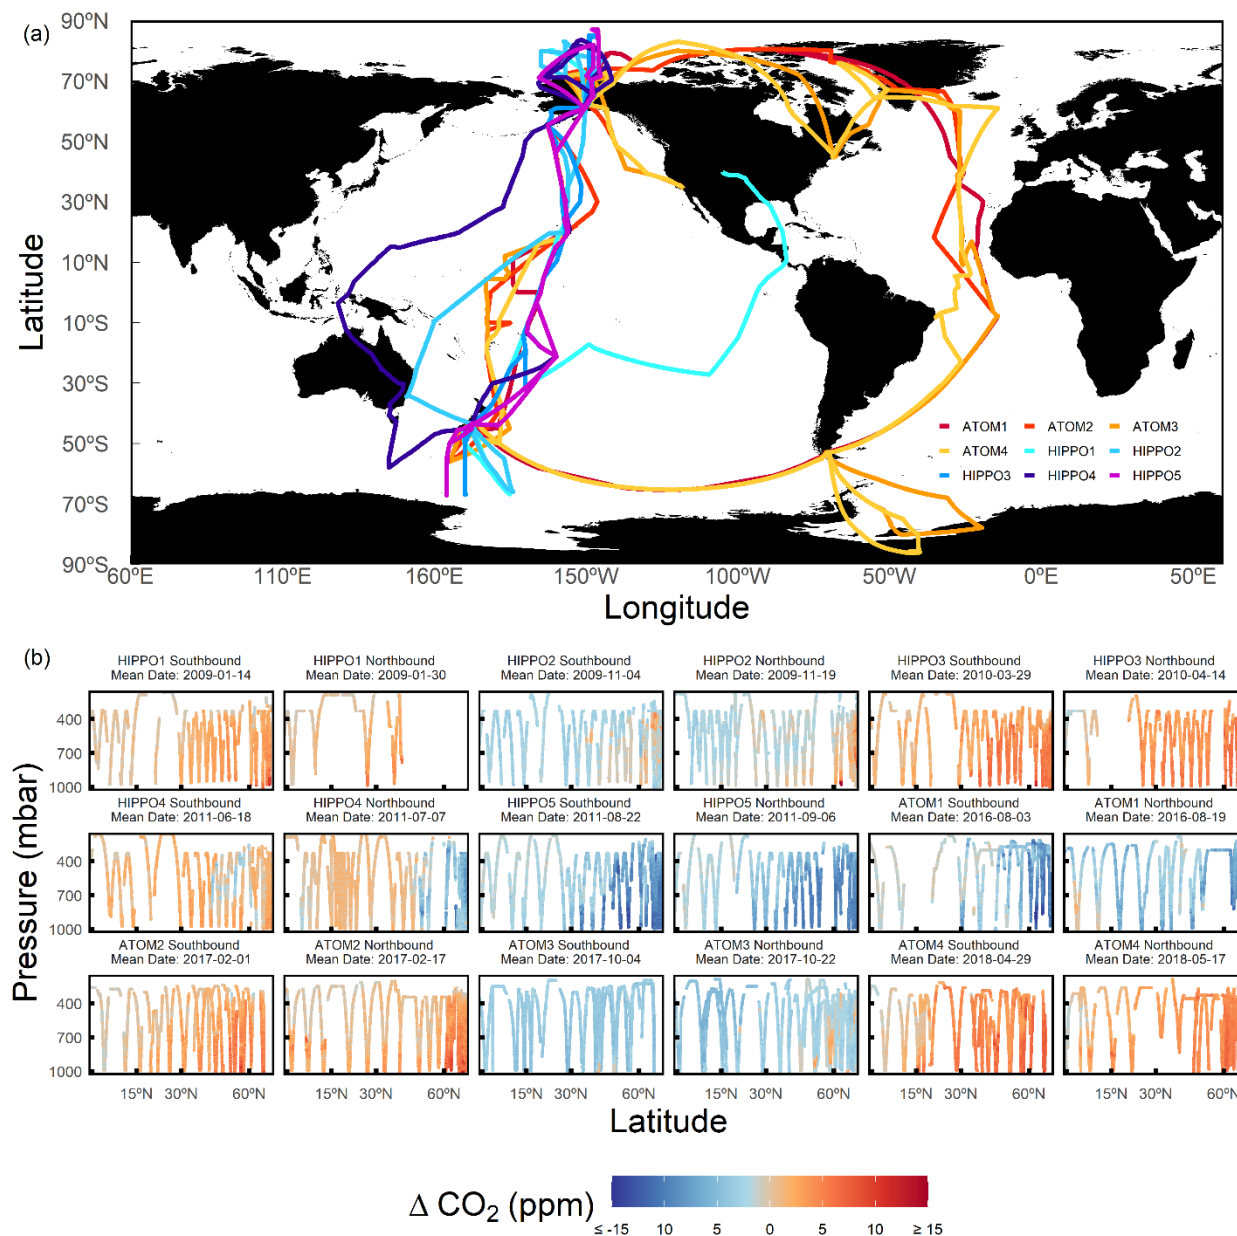 (a)
90ºN
70ºN
50ºN
30ºN
10ºN
10ºS
30ºS
50ºS
70ºS
90ºS
Latitude
60ºE 110ºE 160ºE 150ºW 100ºW 50ºW 0ºE 50ºE
Longitude
ATOM1 ATOM2 ATOM3
ATOM4 HIPPO1 HIPPO2
HIPPO3 HIPPO4 HIPPO5
(b)
HIPPO1 Southbound HIPPO1 Northbound HIPPO2 Southbound HIPPO2 Northbound HIPPO3 Southbound HIPPO3 Northbound
Mean Date: 2009-01-14 Mean Date: 2009-01-30 Mean Date: 2009-11-04 Mean Date: 2009-11-19 Mean Date: 2010-03-29 Mean Date: 2010-04-14
400
700
1000
HIPPO4 Southbound HIPPO4 Northbound HIPPO5 Southbound HIPPO5 Northbound ATOM1 Southbound ATOM1 Northbound
Mean Date: 2011-06-18 Mean Date: 2011-07-07 Mean Date: 2011-08-22 Mean Date: 2011-09-06 Mean Date: 2016-08-03 Mean Date: 2016-08-19
400
700
1000
ATOM2 Southbound ATOM2 Northbound ATOM3 Southbound ATOM3 Northbound ATOM4 Southbound ATOM4 Northbound
Mean Date: 2017-02-01 Mean Date: 2017-02-17 Mean Date: 2017-10-04 Mean Date: 2017-10-22 Mean Date: 2018-04-29 Mean Date: 2018-05-17
400
700
1000
Pressure (mbar)
15ºN 30ºN 60ºN 15ºN 30ºN 60ºN 15ºN 30ºN 60ºN 15ºN 30ºN 60ºN 15ºN 30ºN 60ºN 15ºN 30ºN 60ºN
Latitude
Δ CO₂ (ppm)
≤ -15 10 5 0 5 10 ≥ 15